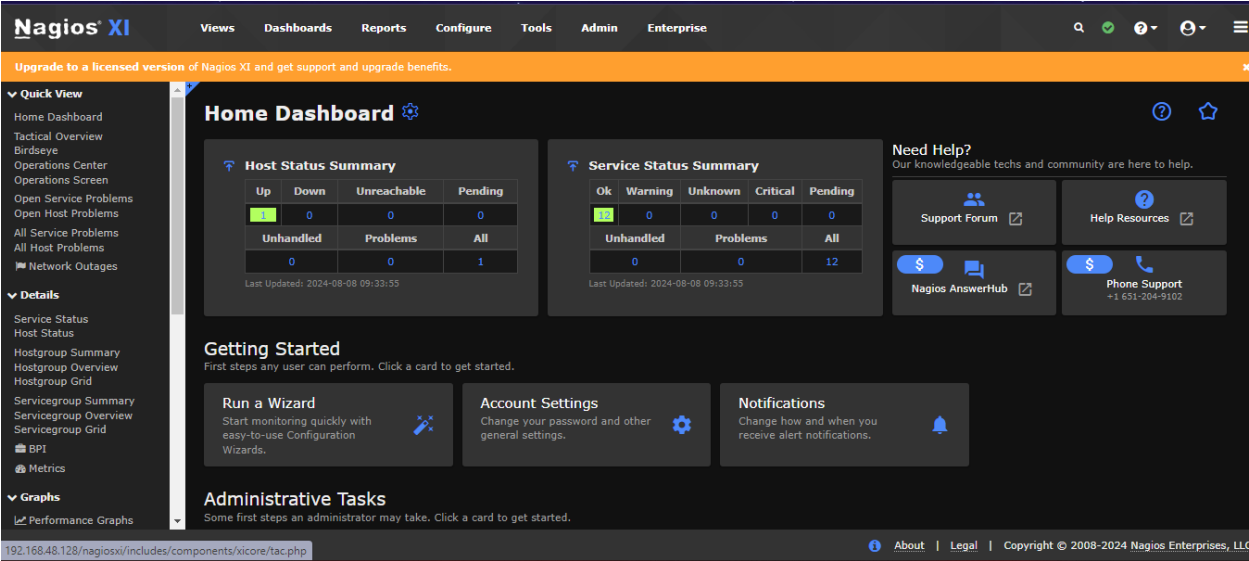 Nagios® XI
Views Dashboards Reports Configure Tools Admin Enterprise
Upgrade to a licensed version of Nagios XI and get support and upgrade benefits.
Quick View
Home Dashboard
Tactical Overview
Birdseye
Operations Center
Operations Screen
Open Service Problems
Open Host Problems
All Service Problems
All Host Problems
Network Outages
Details
Service Status
Host Status
Hostgroup Summary
Hostgroup Overview
Hostgroup Grid
Servicegroup Summary
Servicegroup Overview
Servicegroup Grid
BPI
Metrics
Graphs
Performance Graphs
Home Dashboard
Host Status Summary
Up Down Unreachable Pending
1 0 0 0
Unhandled Problems All
0 0 1
Last Updated: 2024-08-08 09:33:55
Service Status Summary
Ok Warning Unknown Critical Pending
12 0 0 0 0
Unhandled Problems All
0 0 12
Last Updated: 2024-08-08 09:33:55
Need Help?
Our knowledgeable techs and community are here to help.
Support Forum
Help Resources
$
Nagios AnswerHub
$
Phone Support
+1 651-204-9102
Getting Started
First steps any user can perform. Click a card to get started.
Run a Wizard
Start monitoring quickly with
easy-to-use Configuration
Wizards.
Account Settings
Change your password and other
general settings.
Notifications
Change how and when you
receive alert notifications.
Administrative Tasks
Some first steps an administrator may take. Click a card to get started.
192.168.48.128/nagiosxi/includes/components/xicore/tac.php
About | Legal | Copyright © 2008-2024 Nagios Enterprises, LLC